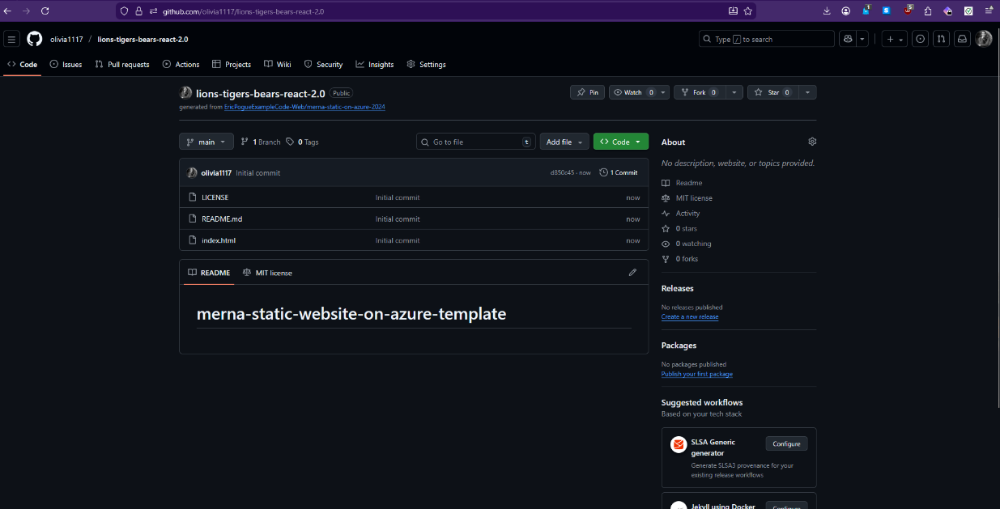 github.com/olivia1117/lions-tigers-bears-react-2.0
1
S
5
olivia1117 / lions-tigers-bears-react-2.0
Type / to search
Code Issues Pull requests Actions Projects Wiki Security Insights Settings
lions-tigers-bears-react-2.0 Public
Pin Watch 0 Fork 0 Star 0
generated from EricPogueExampleCode-Web/merna-static-on-azure-2024
main 1 Branch 0 Tags Go to file t Add file Code
olivia1117 Initial commit d850c45 · now 1 Commit
LICENSE Initial commit now
README.md Initial commit now
index.html Initial commit now
README MIT license
merna-static-website-on-azure-template
About
No description, website, or topics provided.
Readme
MIT license
Activity
0 stars
0 watching
0 forks
Releases
No releases published
Create a new release
Packages
No packages published
Publish your first package
Suggested workflows
Based on your tech stack
SLSA Generic generator
Configure
Generate SLSA3 provenance for your
existing release workflows
Jekyll using Docker
Configure